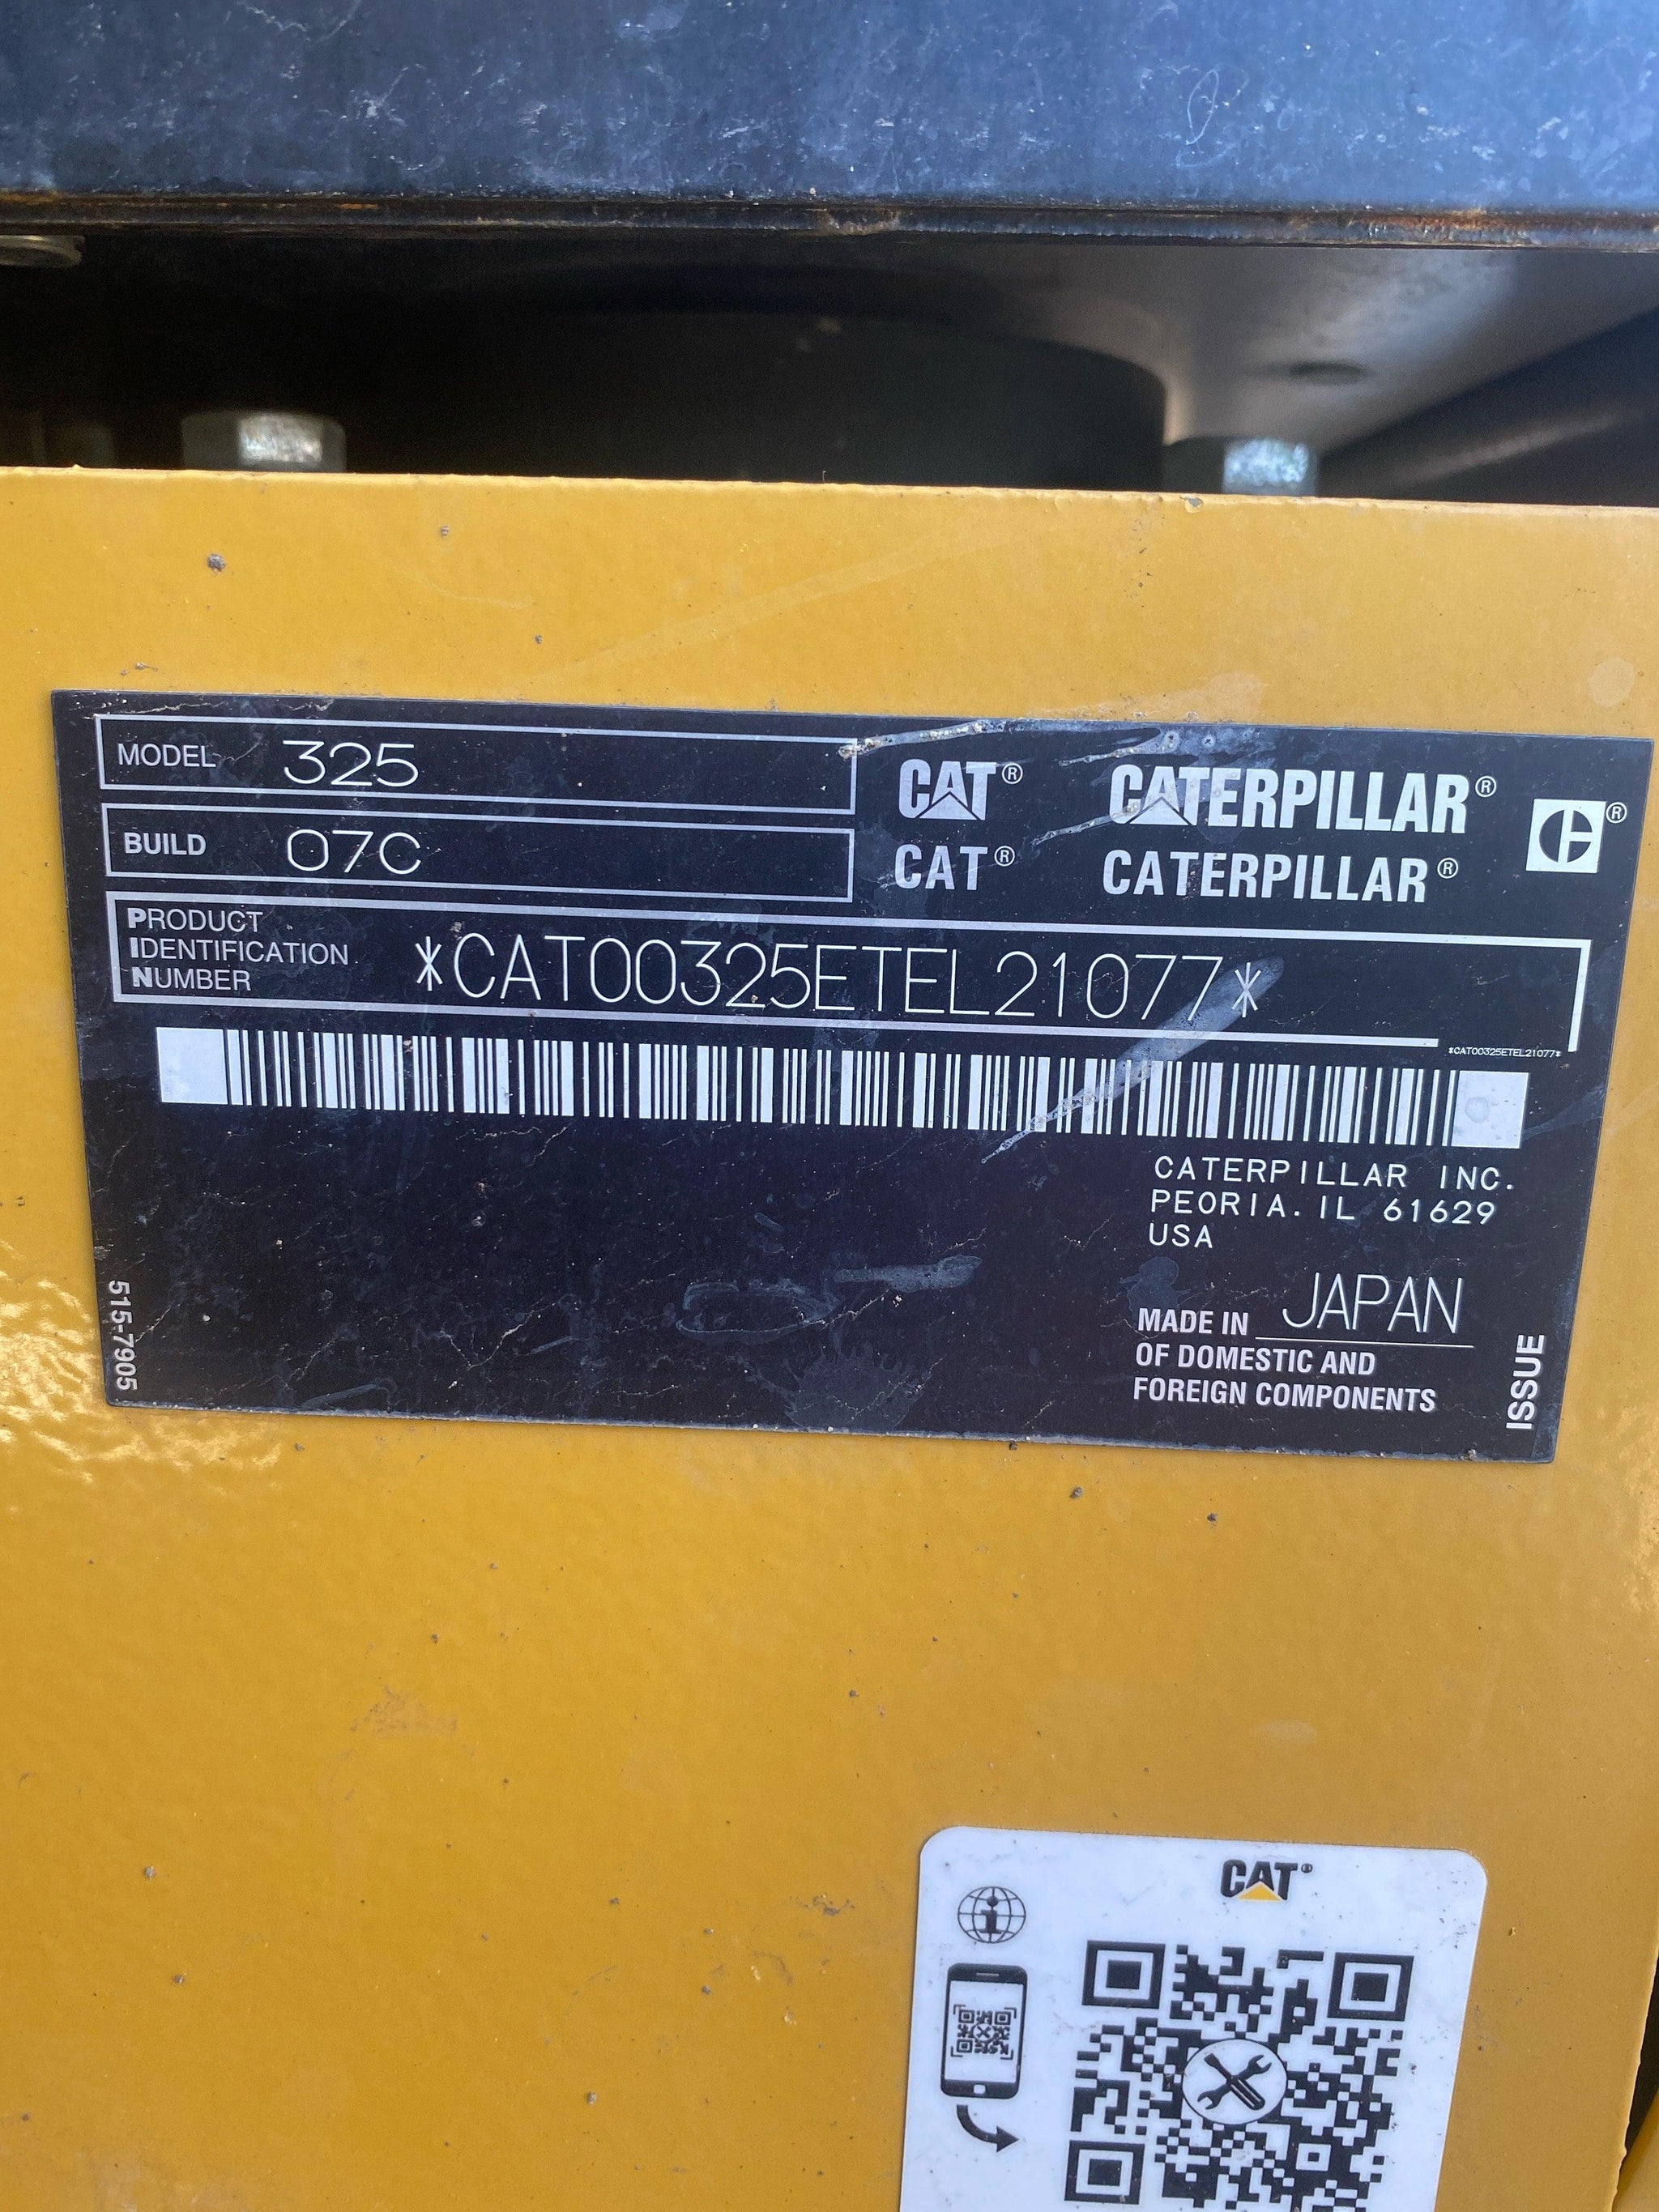 MODEL 325
CAT® CATERPILLAR®
BUILD 07C
CAT® CATERPILLAR®
PRODUCT
IDENTIFICATION
NUMBER
*CAT00325ETEL21077*
*CAT00325ETEL21077*
CATERPILLAR INC.
PEORIA. IL 61629
USA
MADE IN JAPAN
OF DOMESTIC AND
FOREIGN COMPONENTS
515-7905
ISSUE
CAT®
i